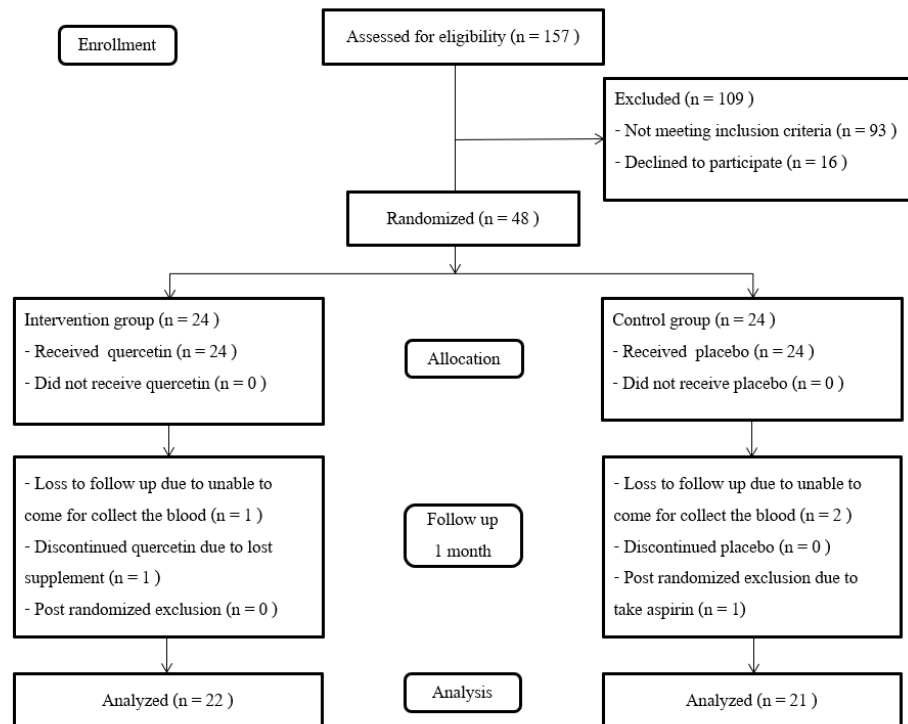 Enrollment
Assessed for eligibility (n = 157 )
Excluded (n = 109 )
- Not meeting inclusion criteria (n = 93 )
- Declined to participate (n = 16 )
Randomized (n = 48 )
Intervention group (n = 24 )
- Received quercetin (n = 24 )
- Did not receive quercetin (n = 0 )
Allocation
Control group (n = 24 )
- Received placebo (n = 24 )
- Did not receive placebo (n = 0 )
- Loss to follow up due to unable to
come for collect the blood (n = 1 )
- Discontinued quercetin due to lost
supplement (n = 1 )
- Post randomized exclusion (n = 0 )
Follow up
1 month
- Loss to follow up due to unable to
come for collect the blood (n = 2 )
- Discontinued placebo (n = 0 )
- Post randomized exclusion due to
take aspirin (n = 1)
Analyzed (n = 22 )
Analysis
Analyzed (n = 21 )